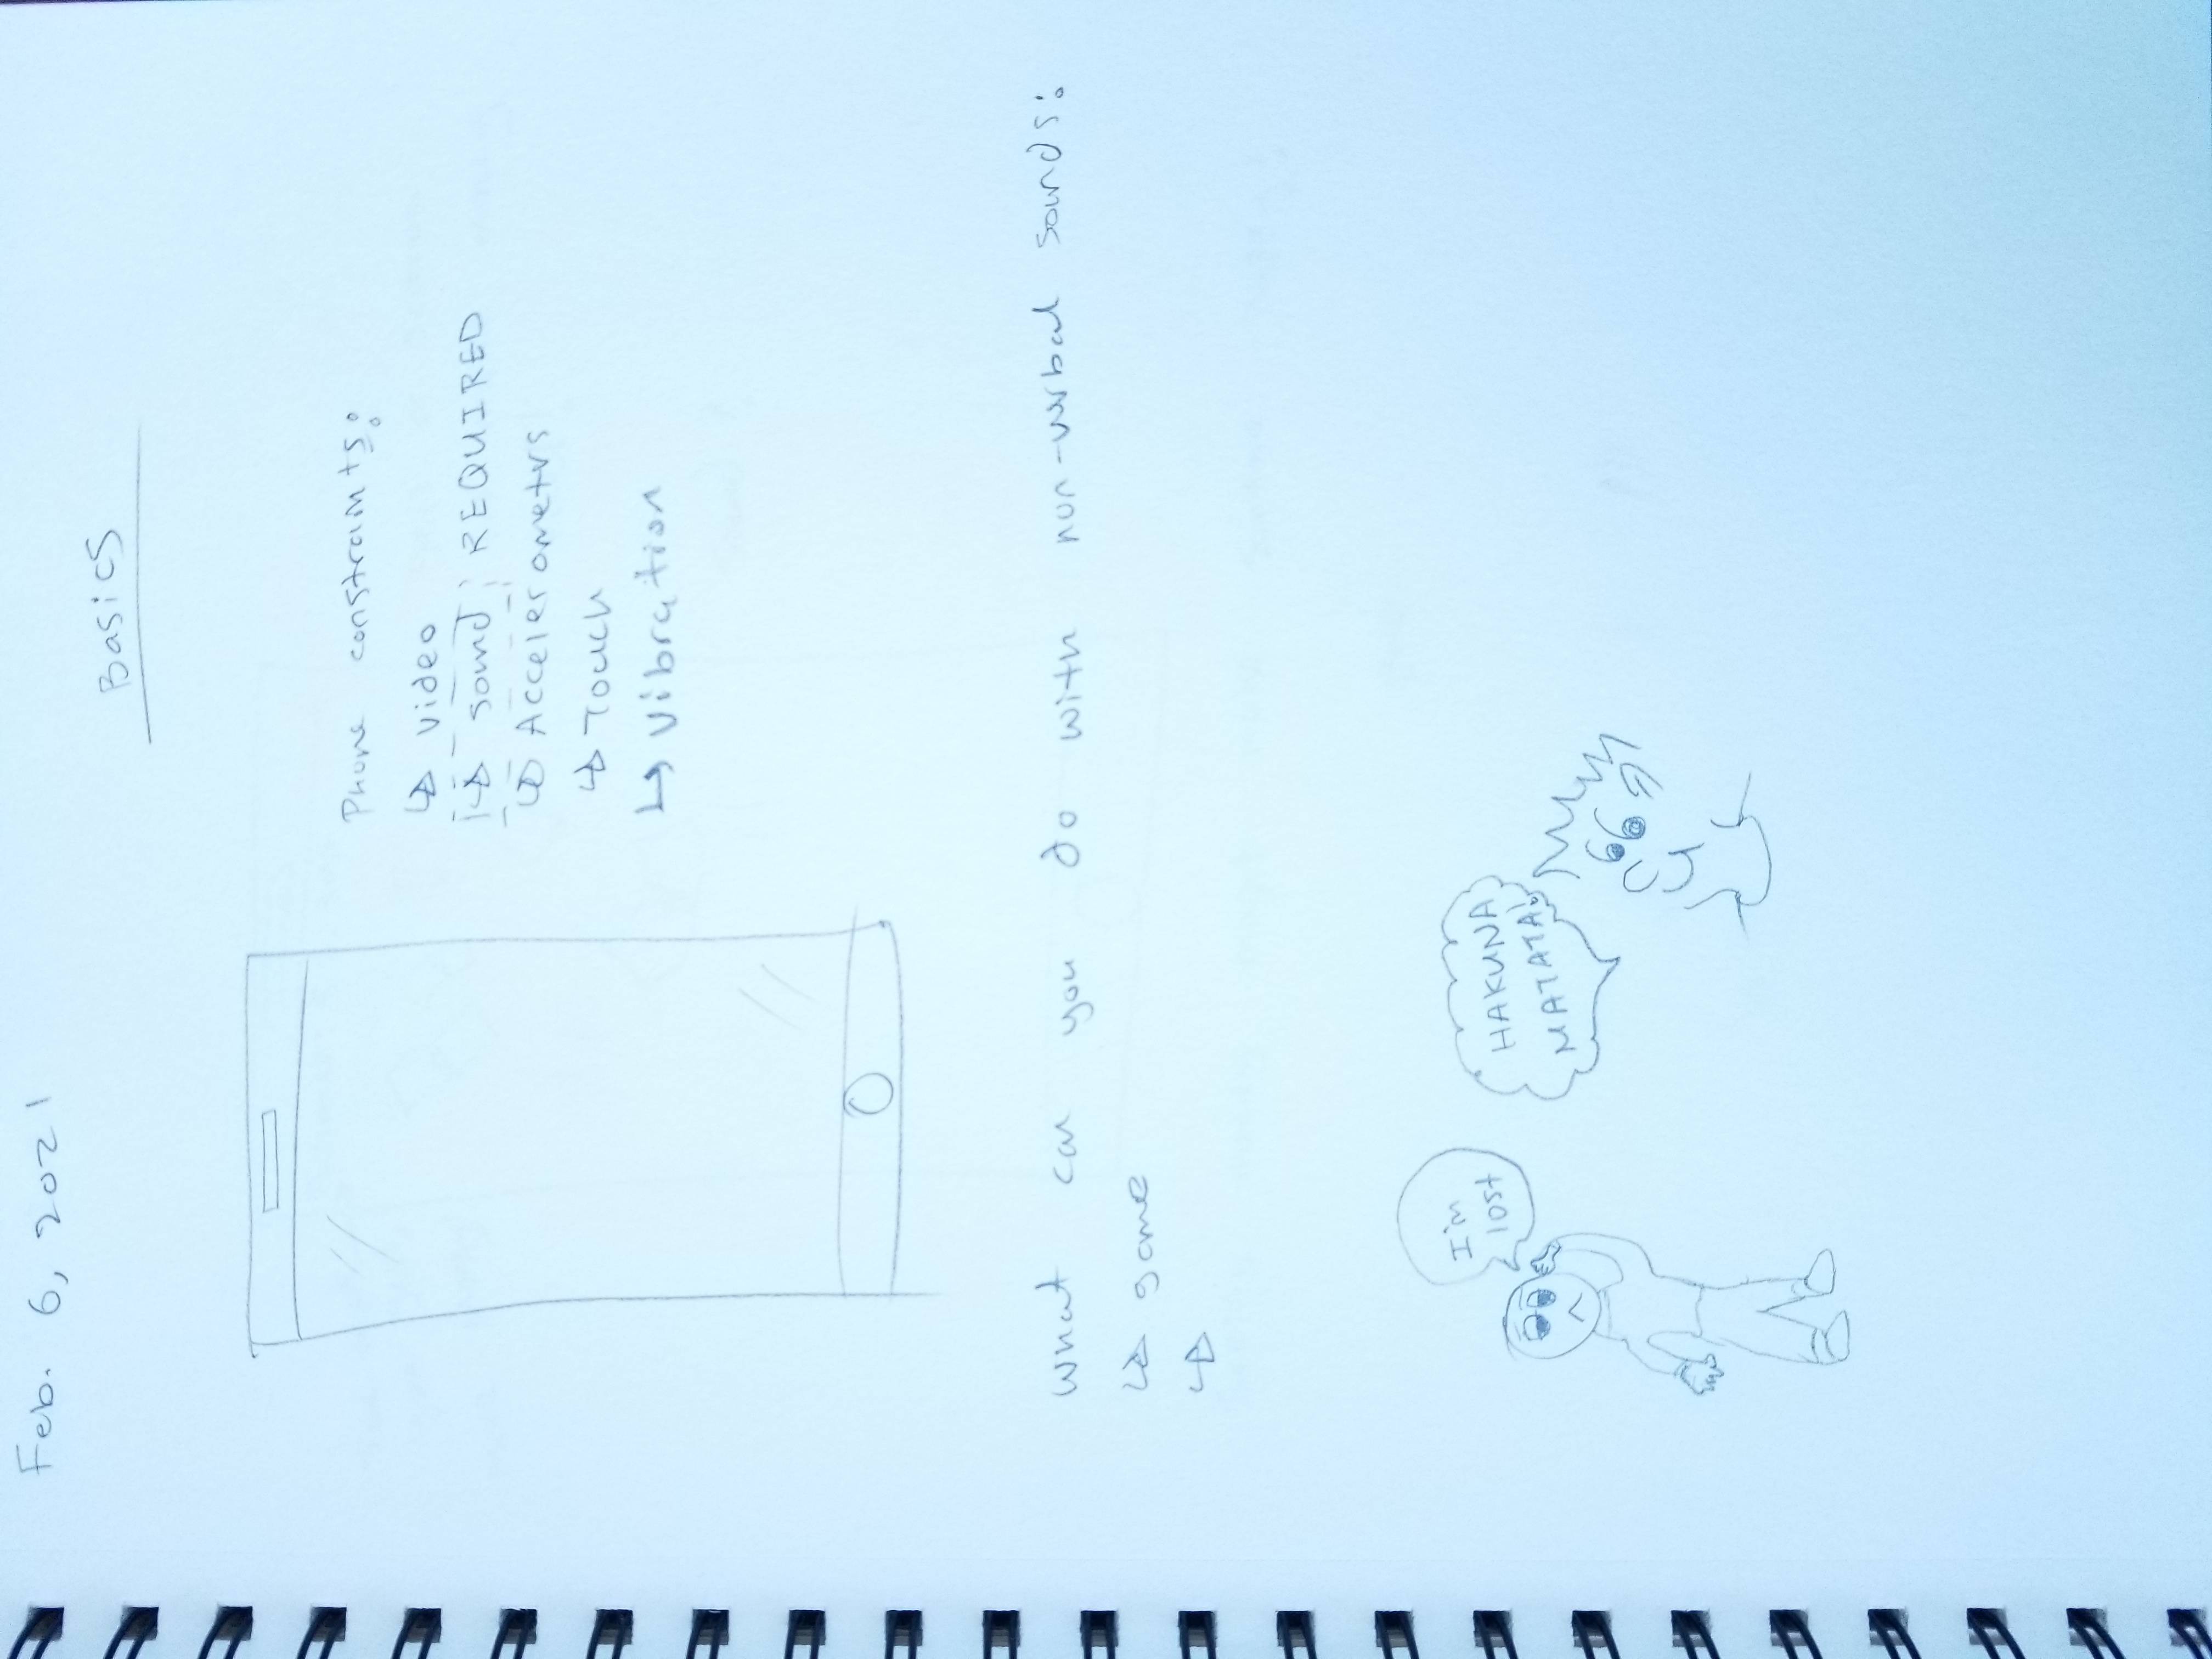 Feb. 6, 2021
Basics
Phone constraints:
↳ video
↳ sound REQUIRED
↳ Accelerometrs
↳ Touch
↳ Vibration
what can you do with non-verbal sounds:
↳ game
↳
I'm
lost
HAKUNA
MATATA!